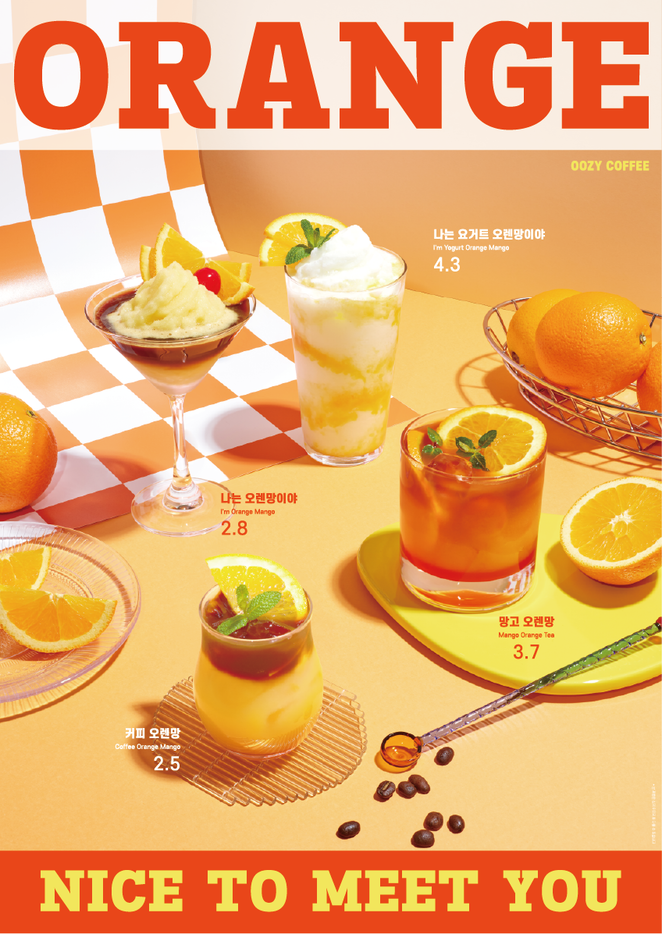 ORANGE
OOZY COFFEE
나는 요거트 오렌망이야
I'm Yogurt Orange Mango
4.3
나는 오렌망이야
I'm Orange Mango
2.8
망고 오렌망
Mango Orange Tea
3.7
커피 오렌망
Coffee Orange Mango
2.5
NICE TO MEET YOU